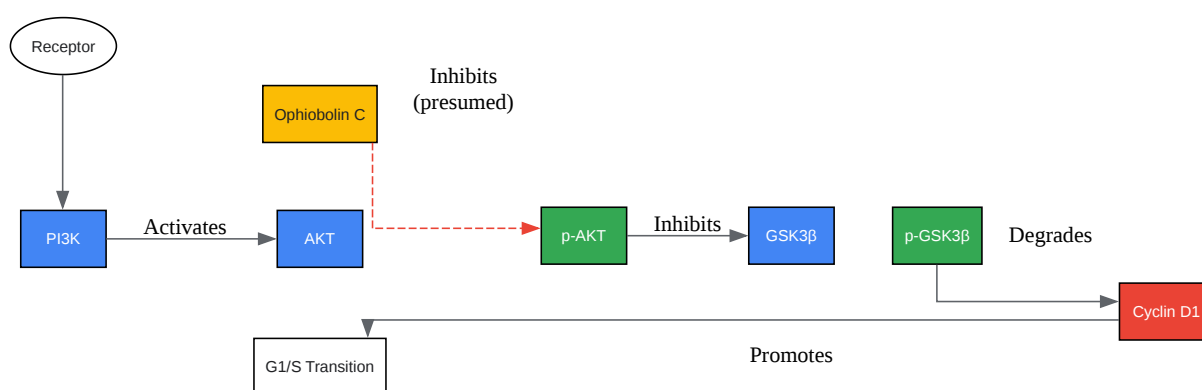 Receptor
Inhibits
(presumed)
Ophiobolin C
PI3K
Activates
AKT
p-AKT
Inhibits
GSK3β
p-GSK3β
Degrades
Cyclin D1
Promotes
G1/S Transition